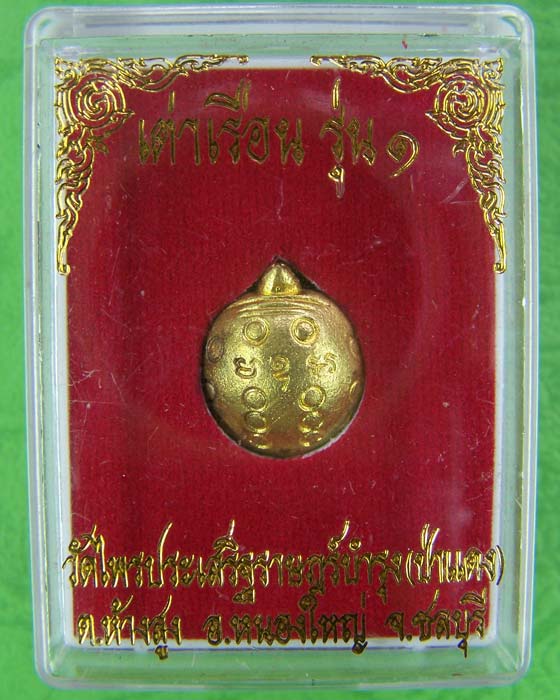 เต่าเรือน รุ่น ๑
วัดไพรประเสริฐราษฎร์บำรุง(ป่าแดง)
ต.ห้างสูง อ.หนองใหญ่ จ.ชลบุรี